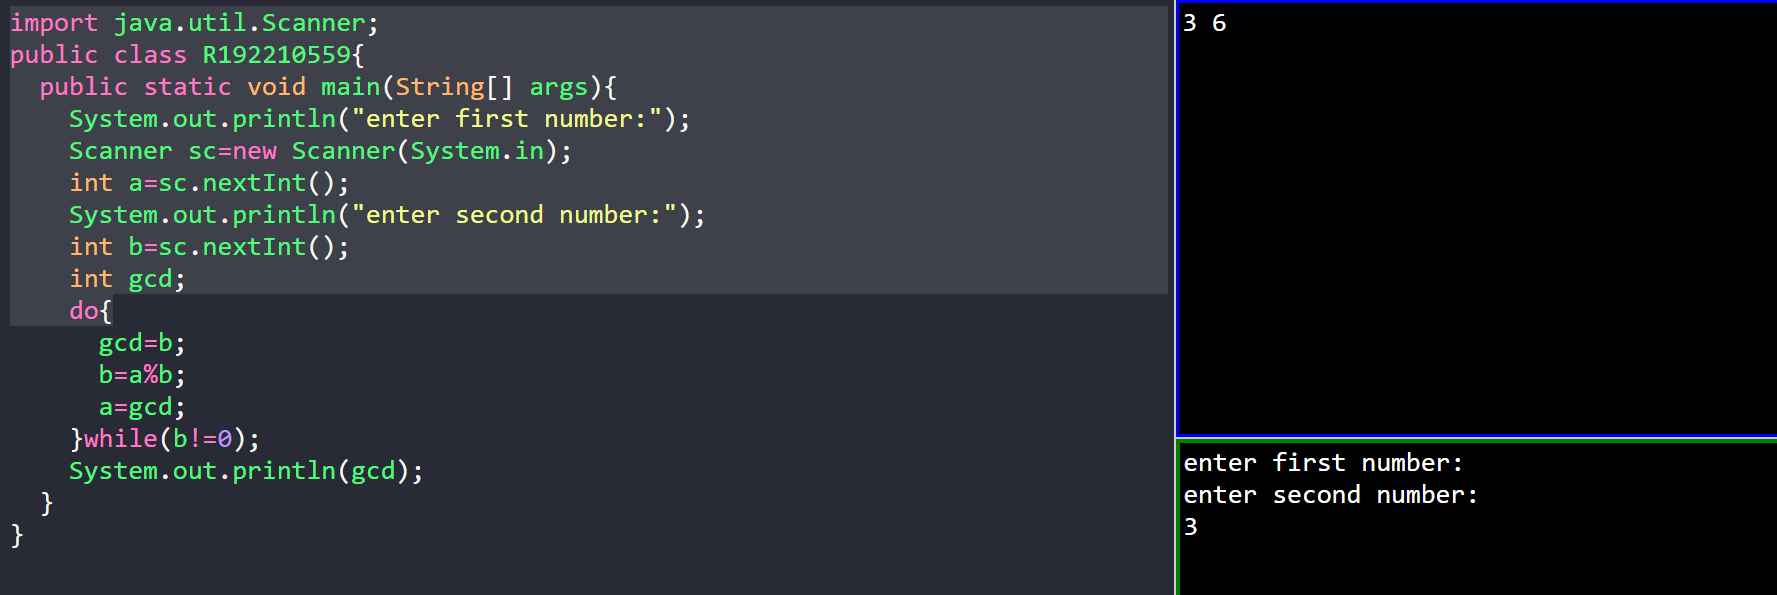 import java.util.Scanner;
public class R192210559{
  public static void main(String[] args){
    System.out.println("enter first number:");
    Scanner sc=new Scanner(System.in);
    int a=sc.nextInt();
    System.out.println("enter second number:");
    int b=sc.nextInt();
    int gcd;
    do{
      gcd=b;
      b=a%b;
      a=gcd;
    }while(b!=0);
    System.out.println(gcd);
  }
}
3 6
enter first number:
enter second number:
3